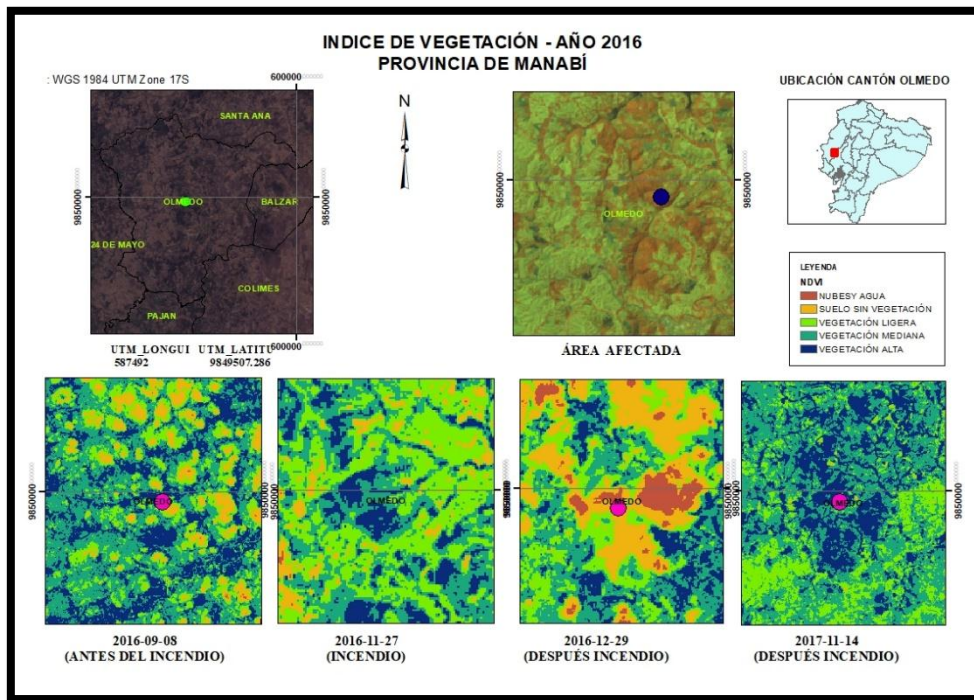 INDICE DE VEGETACIÓN - AÑO 2016
PROVINCIA DE MANABÍ
: WGS 1984 UTM Zone 17S
600000
N
UBICACIÓN CANTÓN OLMEDO
SANTA ANA
9850000
OLMEDO
BALZAR
9850000
24 DE MAYO
COLIMES
PAJAN
600000
9850000
OLMEDO
9850000
LEYENDA
NDVI
NUBESY AGUA
SUELO SIN VEGETACIÓN
VEGETACIÓN LIGERA
VEGETACIÓN MEDIANA
VEGETACIÓN ALTA
UTM_LONGUI UTM_LATITU
587492 9849507.286
ÁREA AFECTADA
9850000
OLMEDO
9850000
OLMEDO
OLMEDO
9850000
9850000
OLMEDO
9850000
2016-09-08
(ANTES DEL INCENDIO)
2016-11-27
(INCENDIO)
2016-12-29
(DESPUÉS INCENDIO)
2017-11-14
(DESPUÉS INCENDIO)